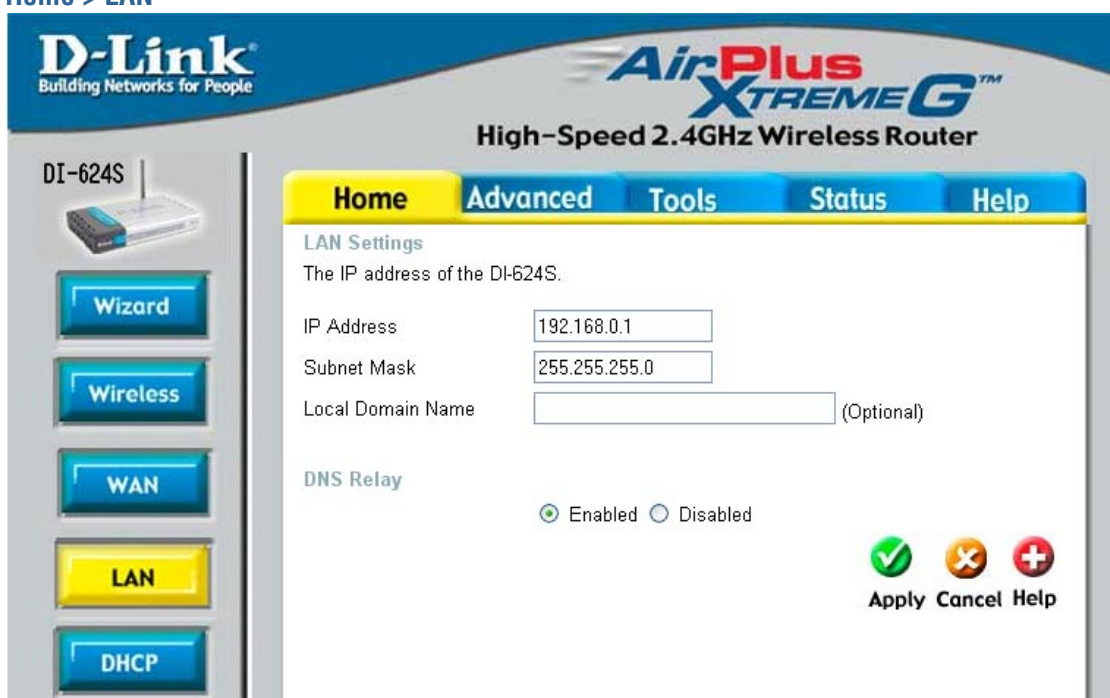 Home > LAN
D-Link
Building Networks for People
AirPlus
XTREME G™
High-Speed 2.4GHz Wireless Router
DI-624S
Home Advanced Tools Status Help
LAN Settings
The IP address of the DI-624S.
IP Address 192.168.0.1
Subnet Mask 255.255.255.0
Local Domain Name (Optional)
DNS Relay
Enabled Disabled
Apply Cancel Help
Wizard
Wireless
WAN
LAN
DHCP